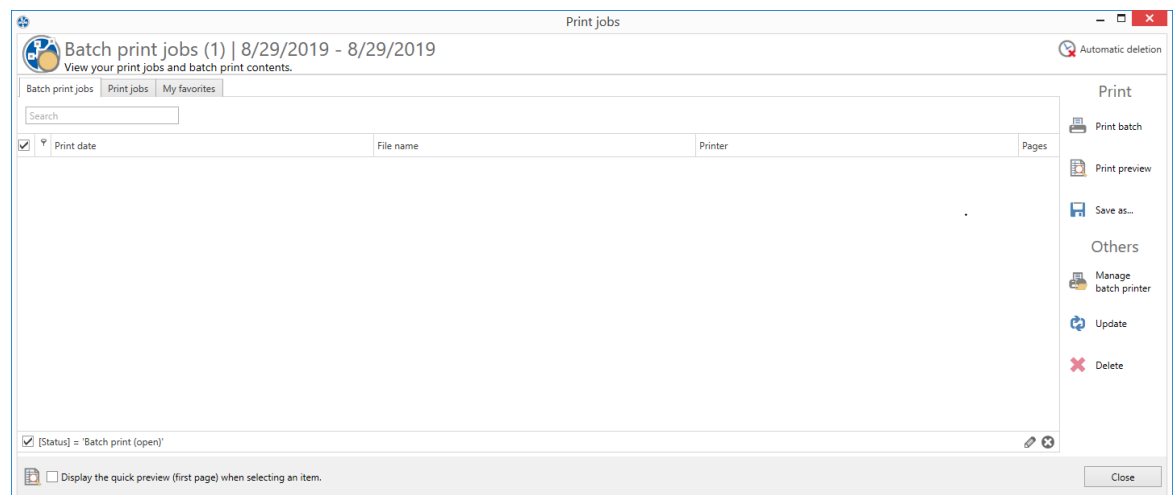 Print jobs
Batch print jobs (1) | 8/29/2019 - 8/29/2019
View your print jobs and batch print contents.
Automatic deletion
Batch print jobs Print jobs My favorites
Search
Print date File name Printer Pages
Print
Print batch
Print preview
Save as...
Others
Manage
batch printer
Update
Delete
[Status] = 'Batch print (open)'
Display the quick preview (first page) when selecting an item.
Close